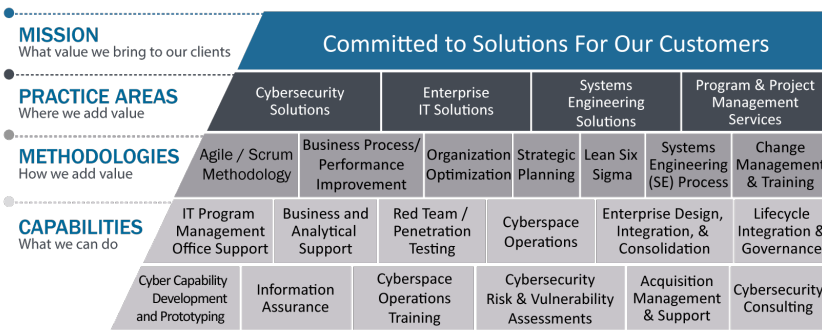 MISSION
What value we bring to our clients
Committed to Solutions For Our Customers
PRACTICE AREAS
Where we add value
Cybersecurity
Solutions
Enterprise
IT Solutions
Systems
Engineering
Solutions
Program & Project
Management
Services
METHODOLOGIES
How we add value
Agile / Scrum
Methodology
Business Process/
Performance
Improvement
Organization
Optimization
Strategic
Planning
Lean Six
Sigma
Systems
Engineering
(SE) Process
Change
Management
& Training
CAPABILITIES
What we can do
IT Program
Management
Office Support
Business and
Analytical
Support
Red Team /
Penetration
Testing
Cyberspace
Operations
Enterprise Design,
Integration, &
Consolidation
Lifecycle
Integration &
Governance
Cyber Capability
Development
and Prototyping
Information
Assurance
Cyberspace
Operations
Training
Cybersecurity
Risk & Vulnerability
Assessments
Acquisition
Management
& Support
Cybersecurity
Consulting